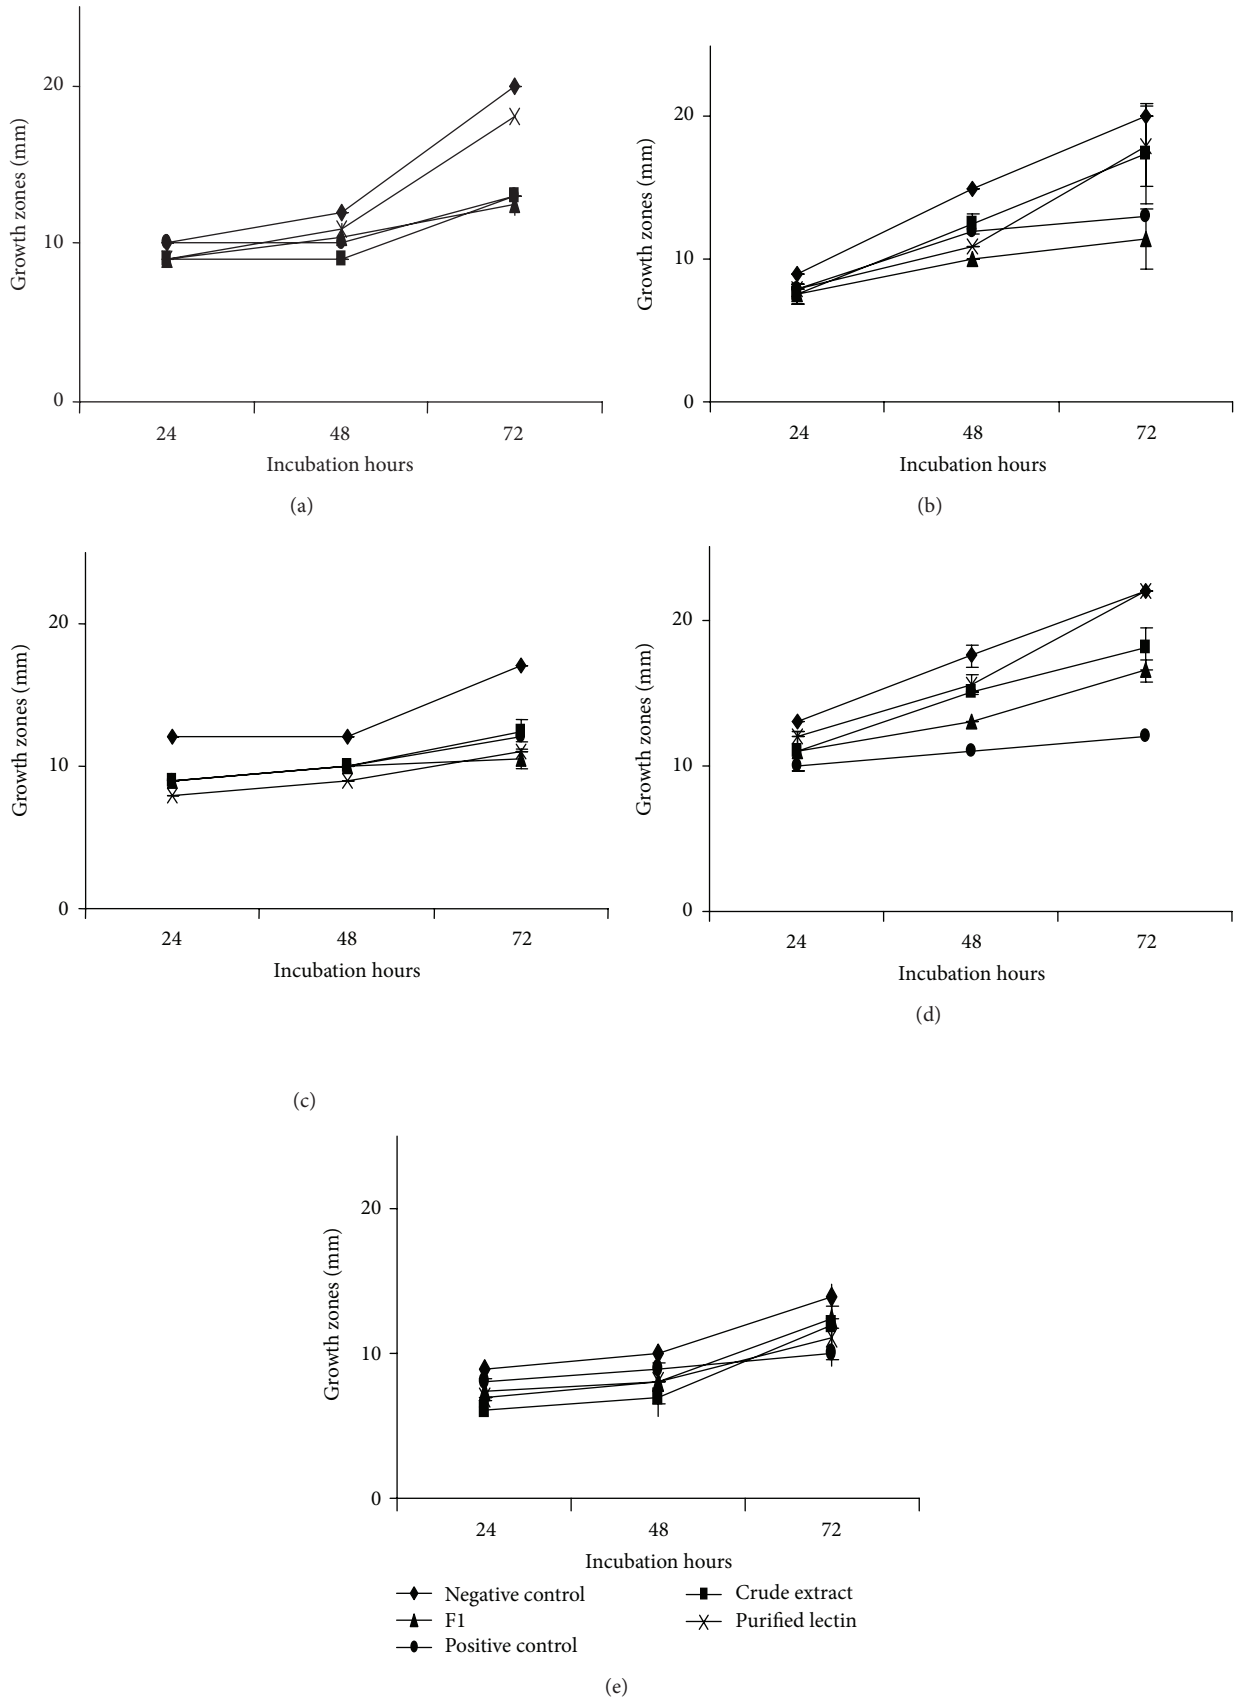 Growth zones (mm)
20
10
0
24 48 72
Incubation hours
(a)
Growth zones (mm)
20
10
0
24 48 72
Incubation hours
(b)
Growth zones (mm)
20
10
0
24 48 72
Incubation hours
(c)
Growth zones (mm)
20
10
0
24 48 72
Incubation hours
(d)
Growth zones (mm)
20
10
0
24 48 72
Incubation hours
Negative control
F1
Positive control
Crude extract
Purified lectin
(e)